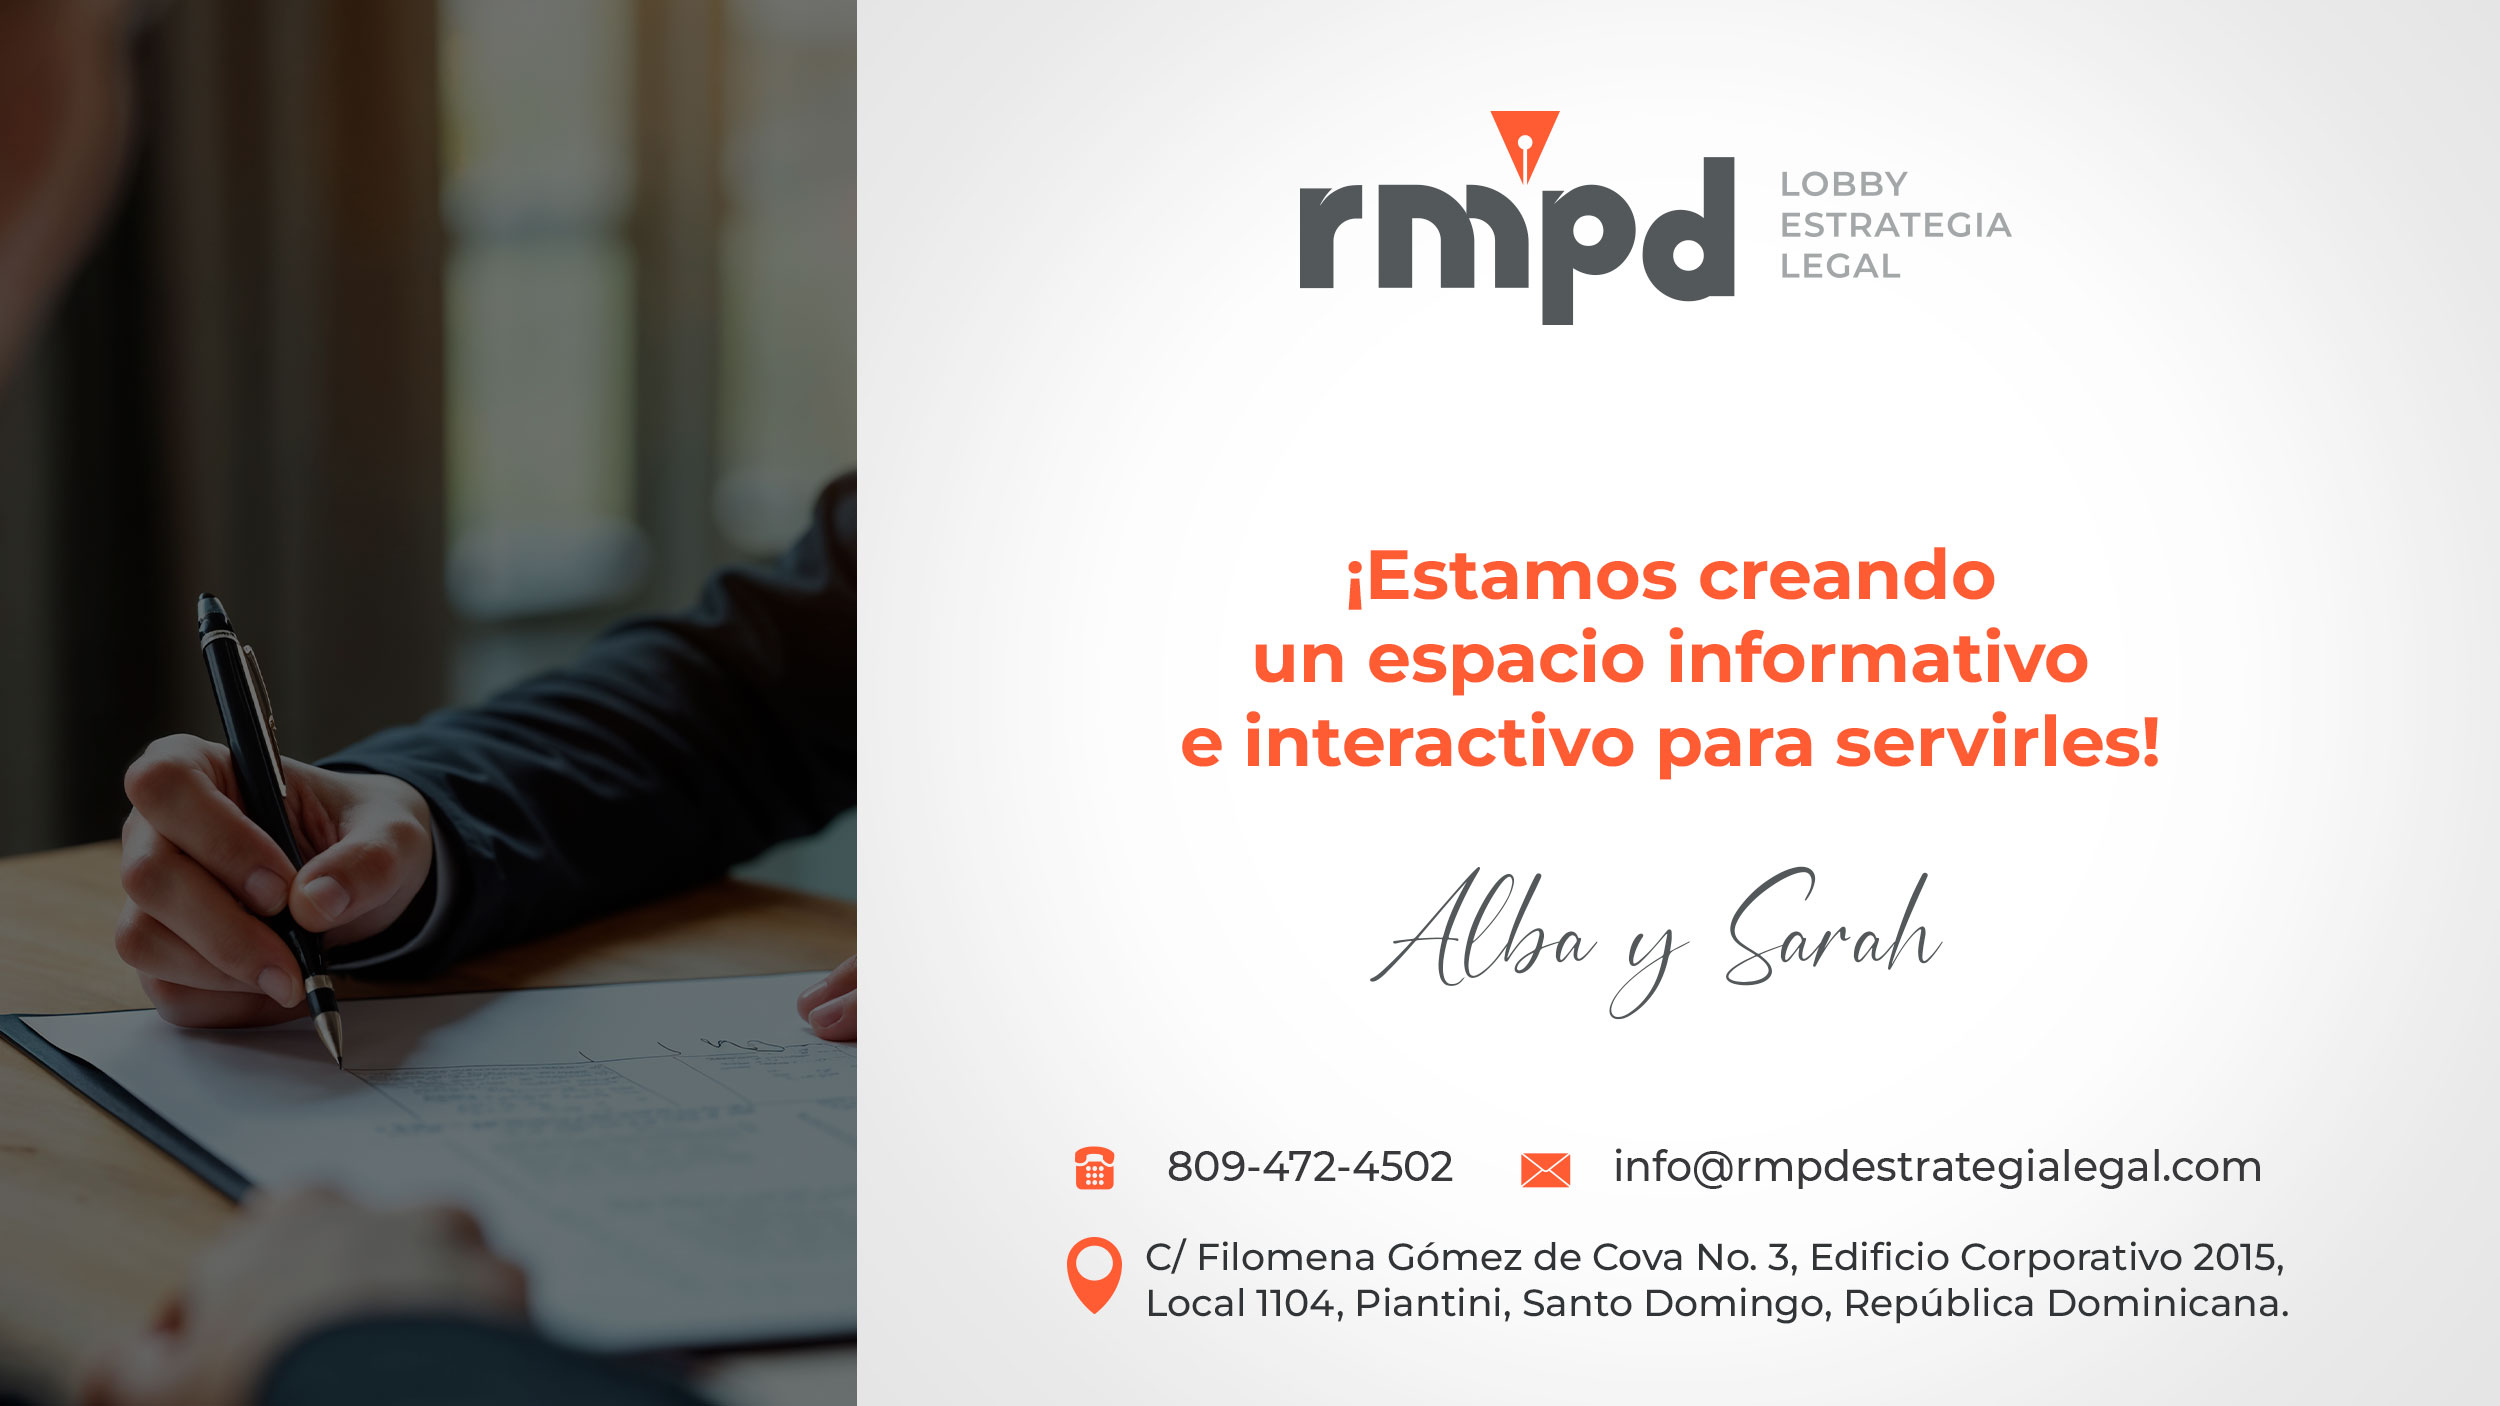 rmpd
LOBBY
ESTRATEGIA
LEGAL
¡Estamos creando
un espacio informativo
e interactivo para servirles!
Alba y Sarah
809-472-4502
info@rmpdestrategialegal.com
C/ Filomena Gómez de Cova No. 3, Edificio Corporativo 2015,
Local 1104, Piantini, Santo Domingo, República Dominicana.